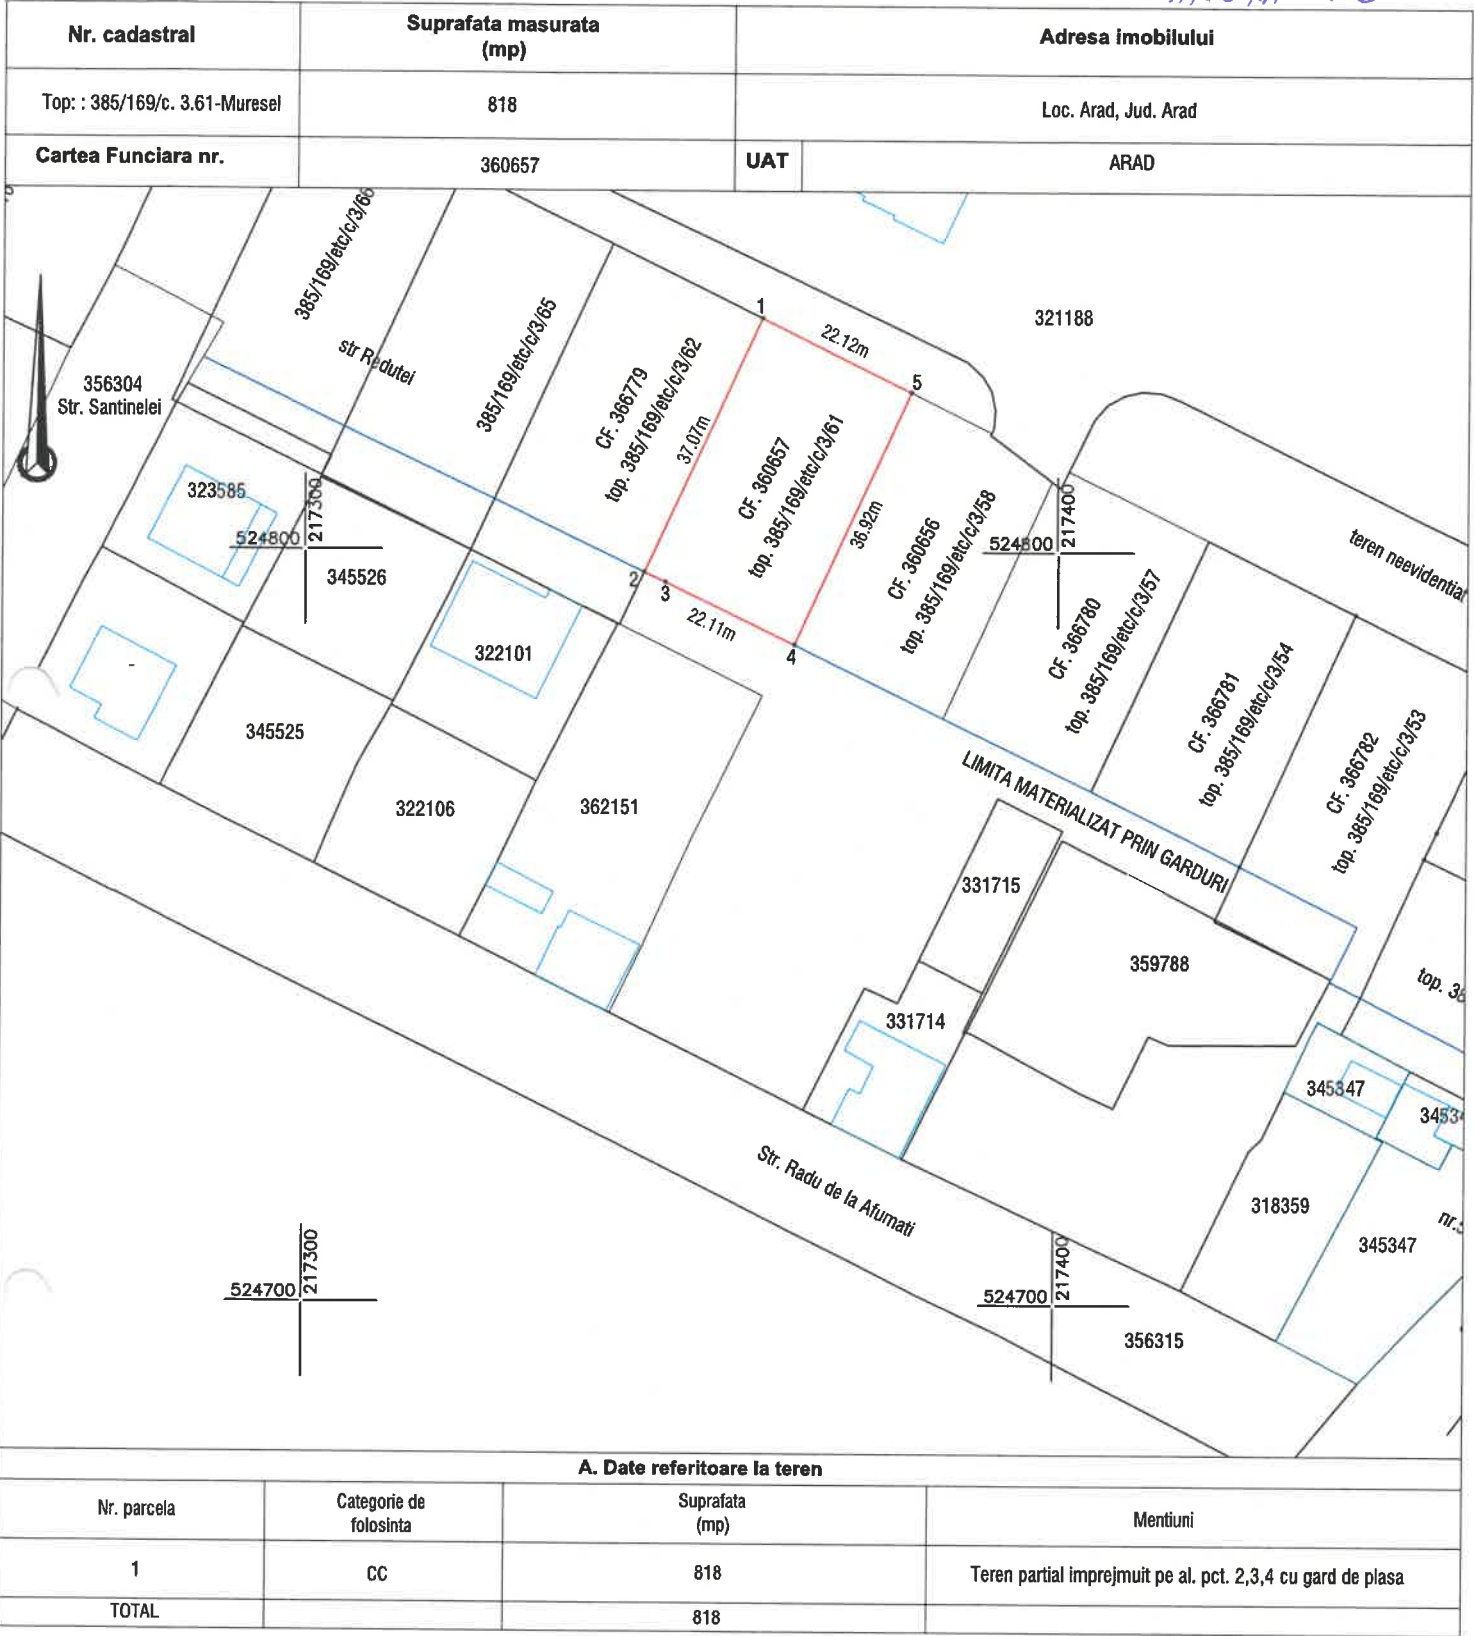 Nr. cadastral
Suprafata masurata
(mp)
Adresa imobilului
Top: : 385/169/c. 3.61-Muresel
818
Loc. Arad, Jud. Arad
Cartea Funciara nr.
360657
UAT
ARAD
385/169/etc/c/3/66
385/169/etc/c/3/65
str Redutei
356304
Str. Santinelei
CF. 366779
top. 385/169/etc/c/3/62
1
22.12m
5
321188
37.07m
CF. 360657
top. 385/169/etc/c/3/61
36.92m
2
3
22.11m
4
CF. 360656
top. 385/169/etc/c/3/58
CF. 366780
top. 385/169/etc/c/3/57
CF. 366781
top. 385/169/etc/c/3/54
CF. 366782
top. 385/169/etc/c/3/53
teren neevidentiat
323585
524800
217300
345526
524800
217400
322101
345525
322106
362151
LIMITA MATERIALIZAT PRIN GARDURI
331715
359788
331714
top. 38
345347
4534
318359
345347
nr.
Str. Radu de la Afumati
524700
217300
524700
217400
356315
A. Date referitoare la teren
Nr. parcela
Categorie de
folosinta
Suprafata
(mp)
Mentiuni
1
CC
818
Teren partial imprejmuit pe al. pct. 2,3,4 cu gard de plasa
TOTAL
818